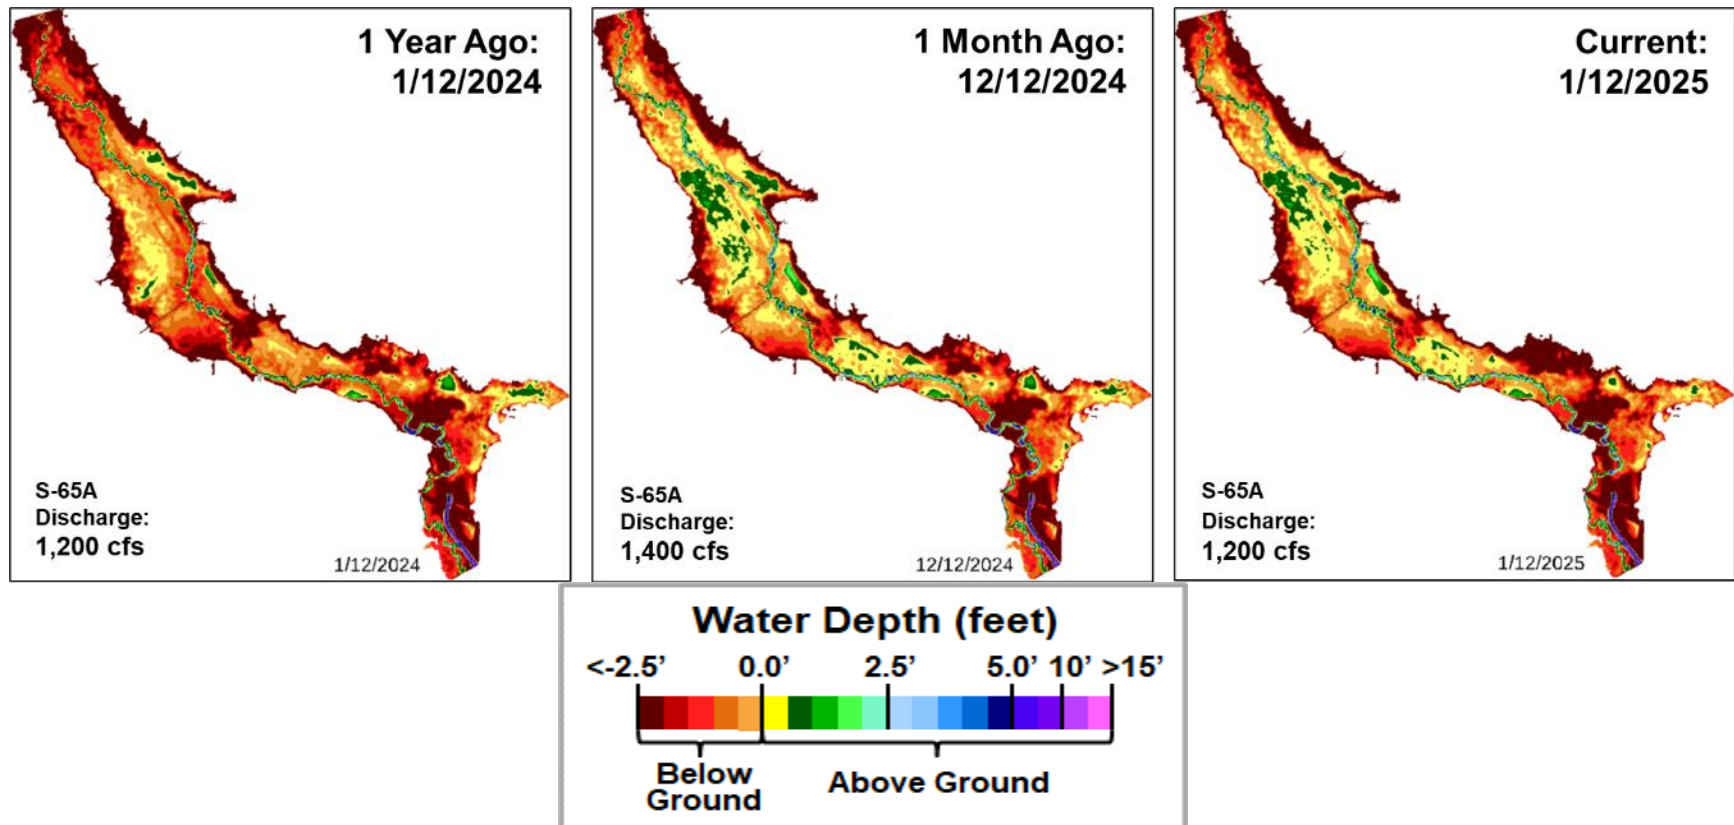 1 Year Ago:
1/12/2024
S-65A
Discharge:
1,200 cfs
1/12/2024
1 Month Ago:
12/12/2024
S-65A
Discharge:
1,400 cfs
12/12/2024
Current:
1/12/2025
S-65A
Discharge:
1,200 cfs
1/12/2025
Water Depth (feet)
<-2.5’ 0.0’ 2.5’ 5.0’ 10’ >15’
Below
Ground
Above Ground